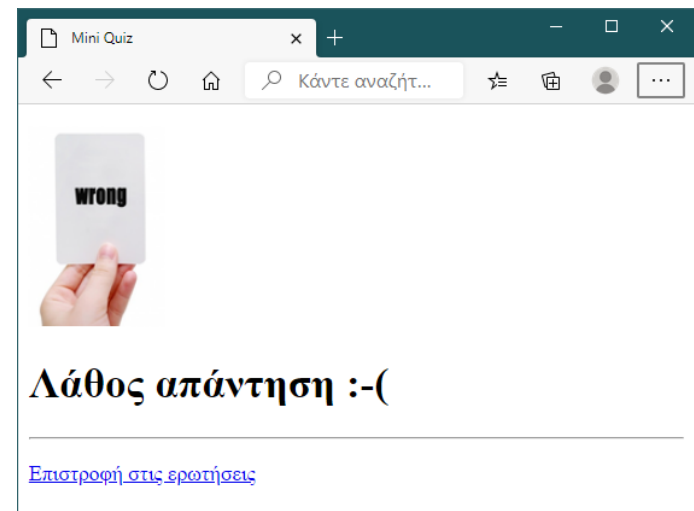 Mini Quiz
Κάντε αναζήτ...
wrong
Λάθος απάντηση :-(
Επιστροφή στις ερωτήσεις